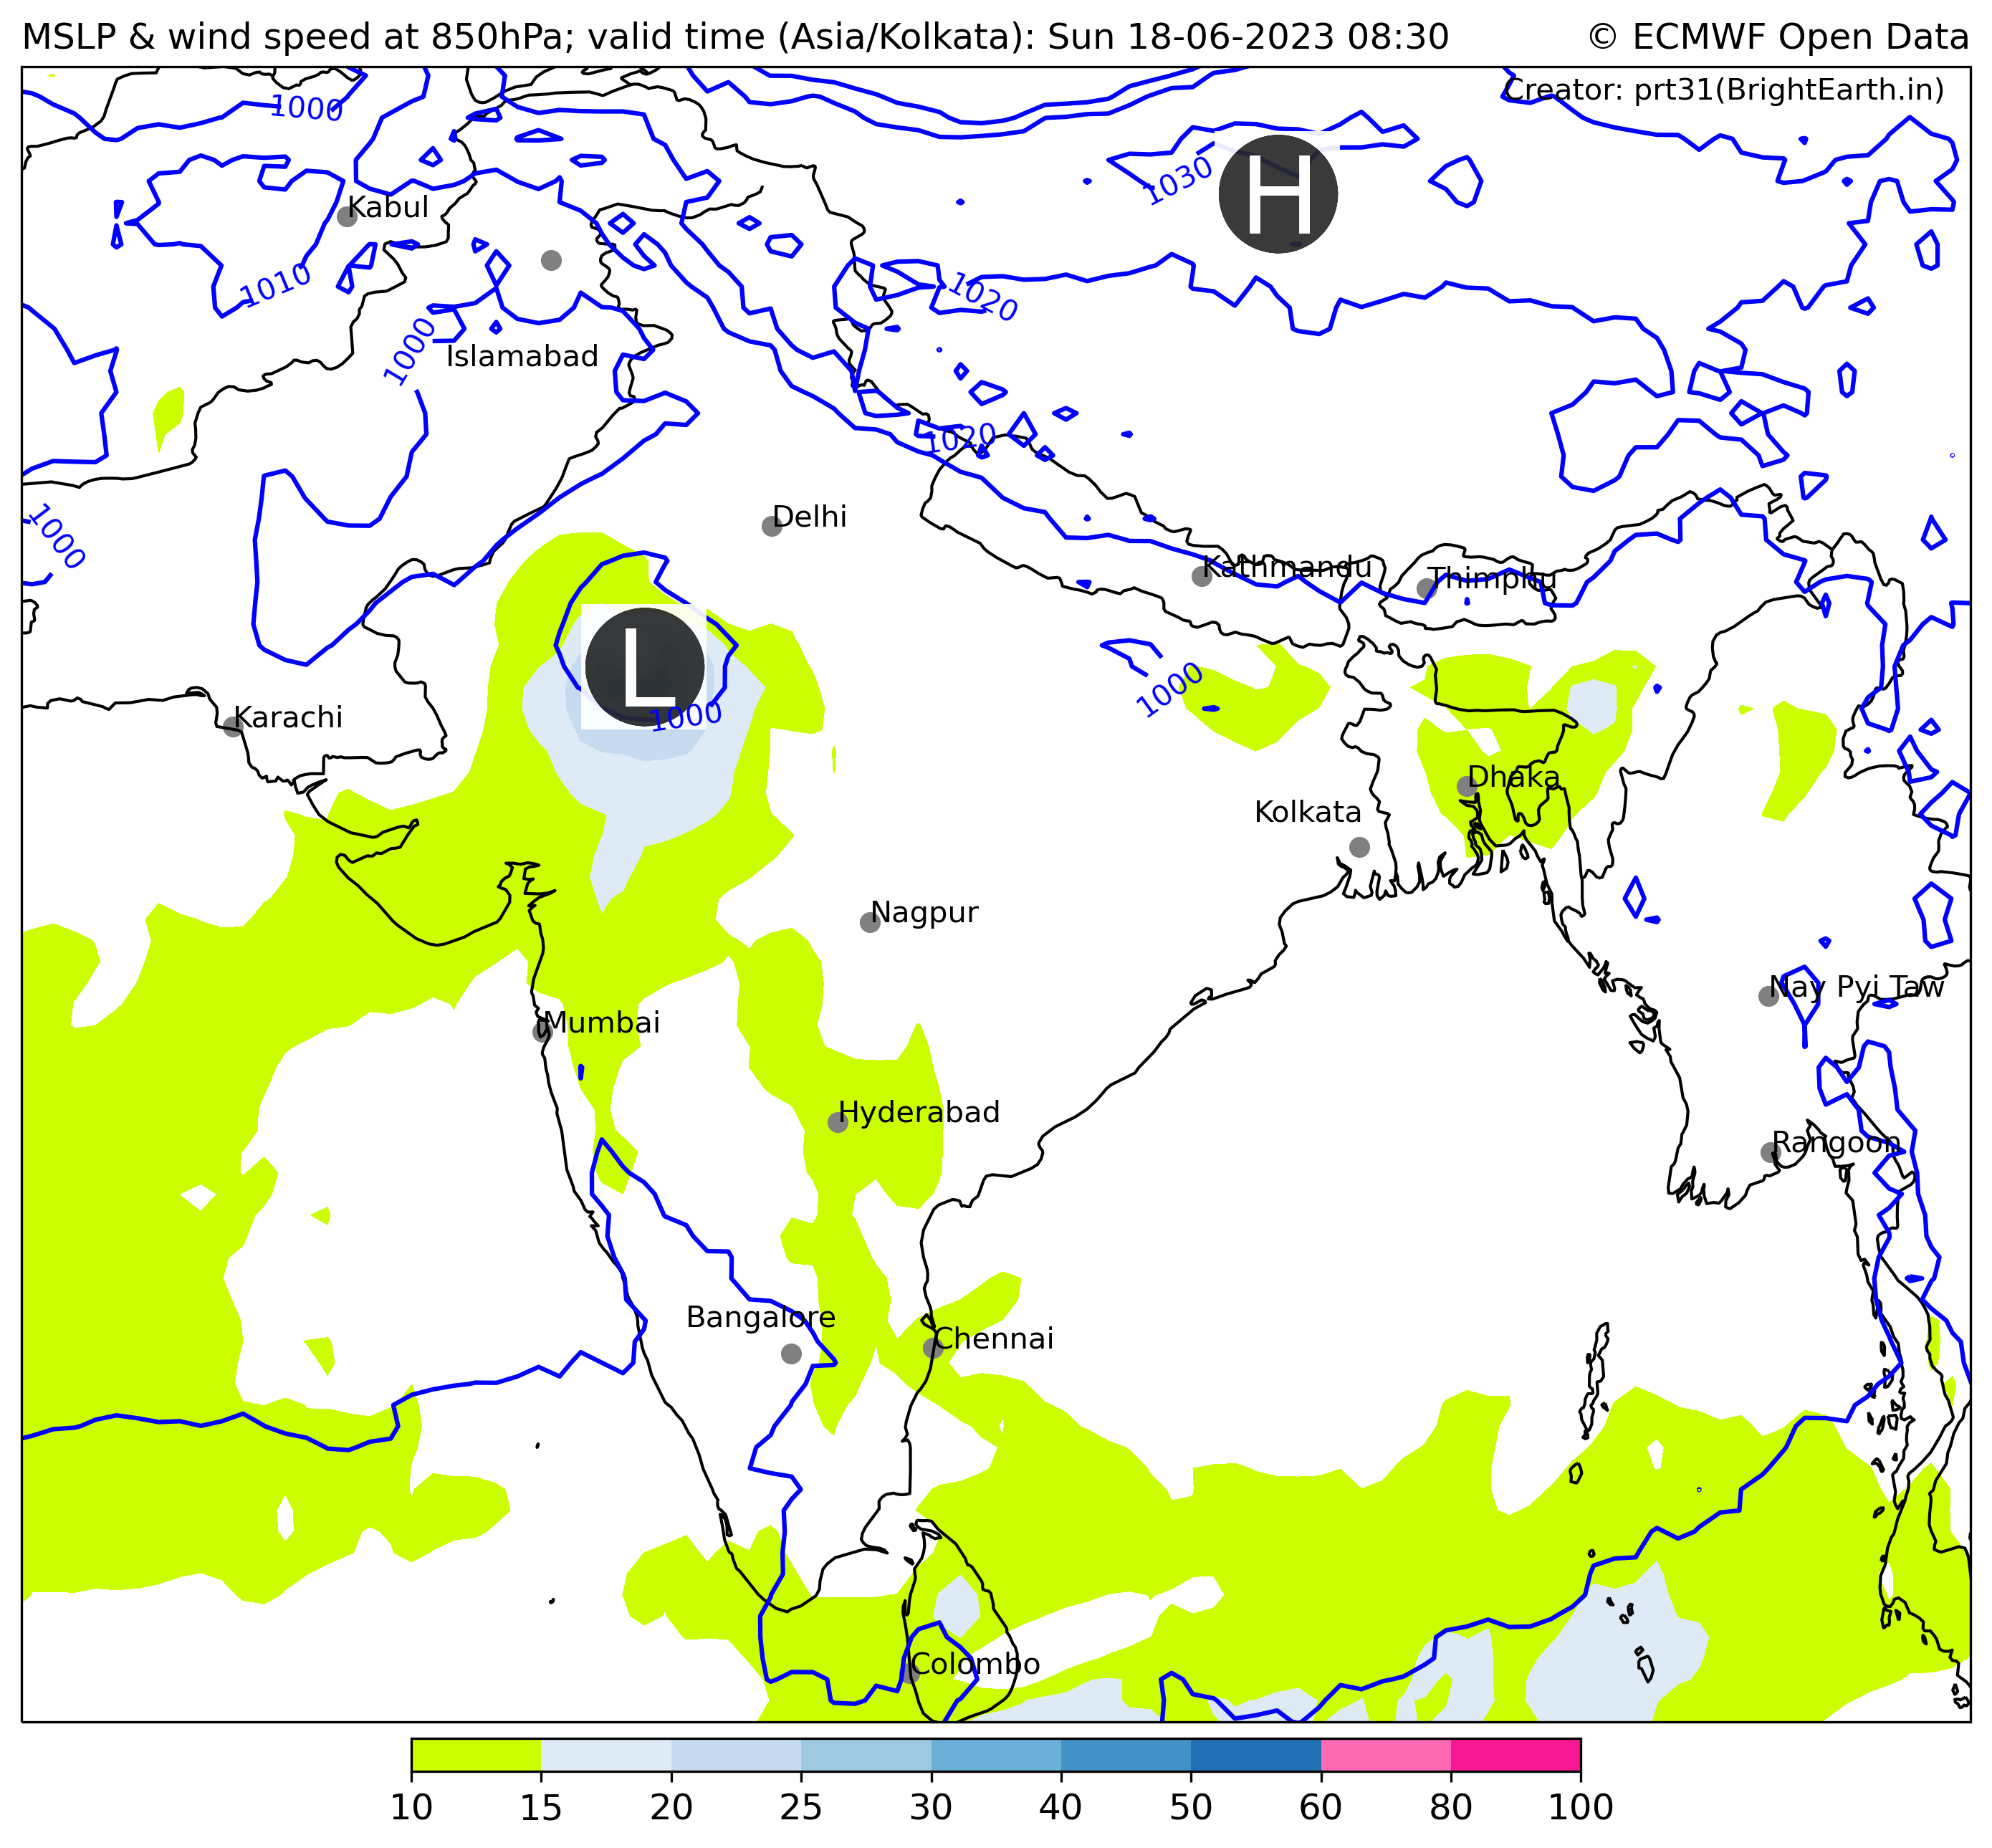 MSLP & wind speed at 850hPa; valid time (Asia/Kolkata): Sun 18-06-2023 08:30
© ECMWF Open Data
Creator: prt31(BrightEarth.in)
1000
1030
H
Kabul
1010
1020
1000
Islamabad
1020
Delhi
1000
Kathmandu
Thimphu
L
1000
1000
Karachi
Dhaka
Kolkata
Nagpur
Nay Pyi Taw
Mumbai
Hyderabad
Rangoon
Bangalore
Chennai
Colombo
10 15 20 25 30 40 50 60 80 100